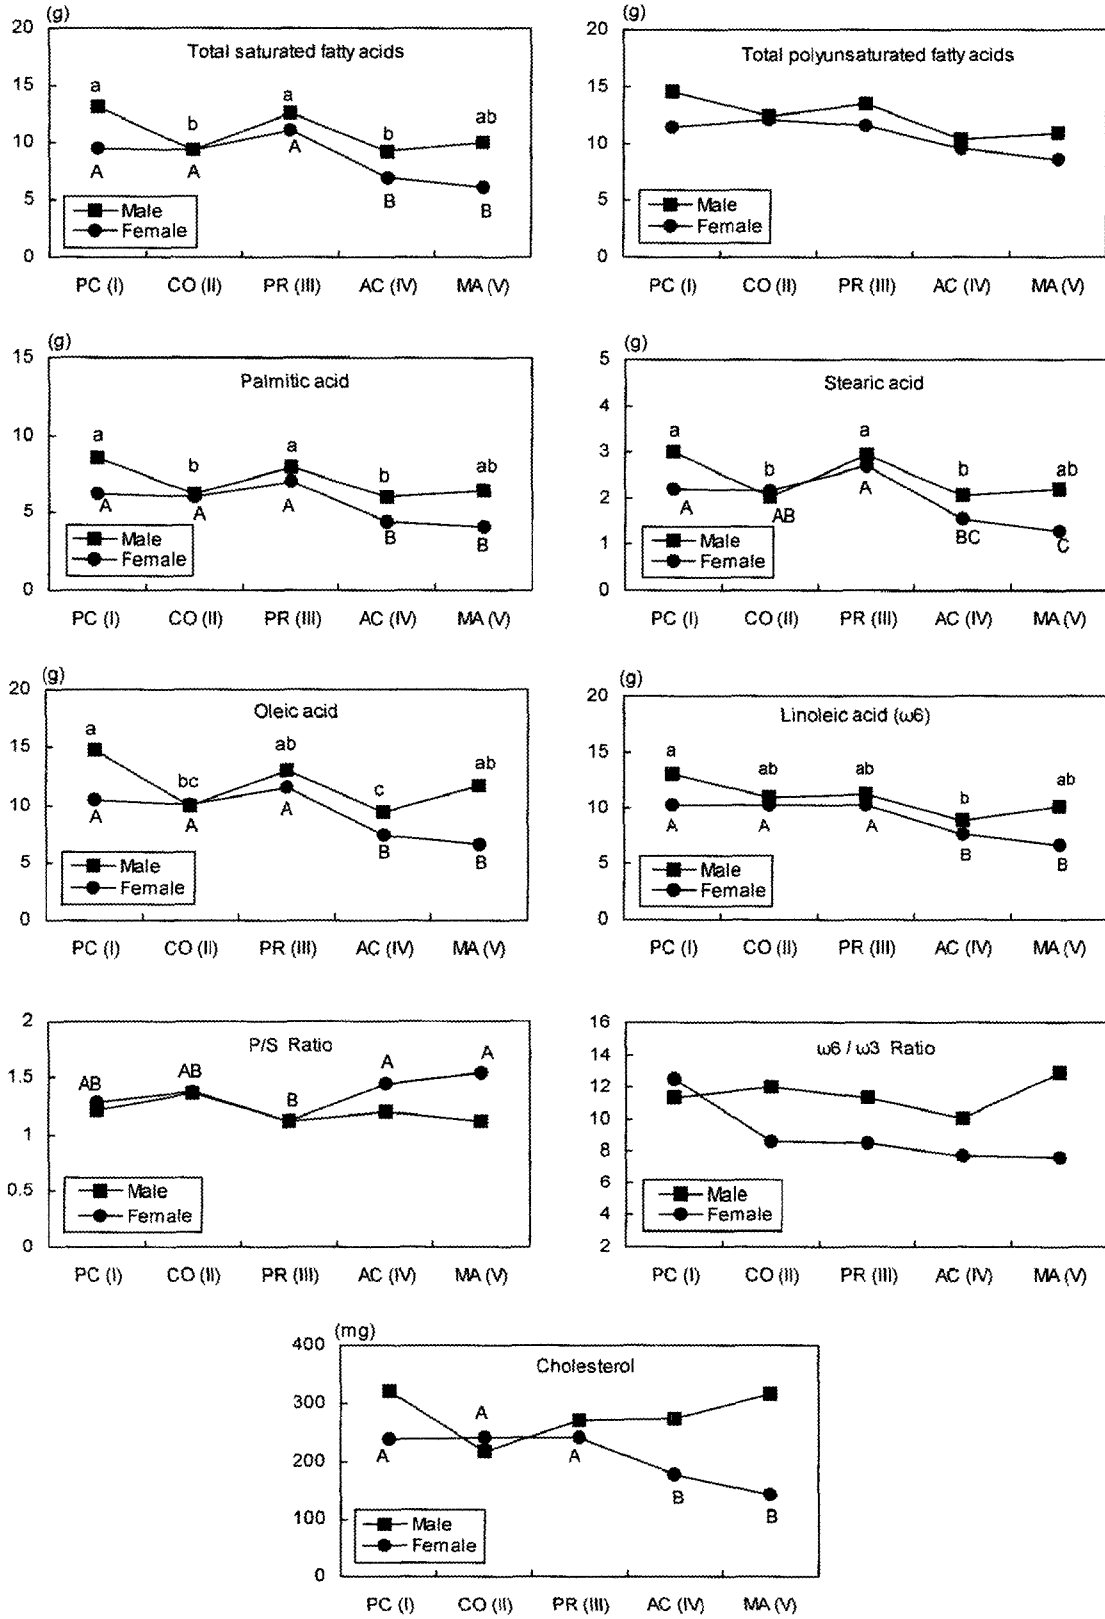 (g)
20
Total saturated fatty acids
a
a
15
ab
b
b
10
A
A
A
5
B
B
Male
Female
0
PC (I) CO (II) PR (III) AC (IV) MA (V)
(g)
20
Total polyunsaturated fatty acids
15
10
5
Male
Female
0
PC (I) CO (II) PR (III) AC (IV) MA (V)
(g)
15
Palmitic acid
a
a
10
b
b
ab
A
A
A
5
B
B
Male
Female
0
PC (I) CO (II) PR (III) AC (IV) MA (V)
(g)
5
Stearic acid
4
a
a
3
b
b
ab
2
A
AB
A
BC
C
1
Male
Female
0
PC (I) CO (II) PR (III) AC (IV) MA (V)
(g)
20
Oleic acid
a
ab
ab
15
bc
c
10
A
A
A
B
B
5
Male
Female
0
PC (I) CO (II) PR (III) AC (IV) MA (V)
(g)
20
Linoleic acid (ω6)
15
a
ab
ab
b
ab
10
A
A
A
B
B
5
Male
Female
0
PC (I) CO (II) PR (III) AC (IV) MA (V)
2
P/S Ratio
1.5
AB
AB
B
A
A
1
0.5
Male
Female
0
PC (I) CO (II) PR (III) AC (IV) MA (V)
16
ω6 / ω3 Ratio
14
12
10
8
6
4
2
Male
Female
PC (I) CO (II) PR (III) AC (IV) MA (V)
(mg)
400
Cholesterol
300
A
200
A
A
B
B
100
Male
Female
0
PC (I) CO (II) PR (III) AC (IV) MA (V)